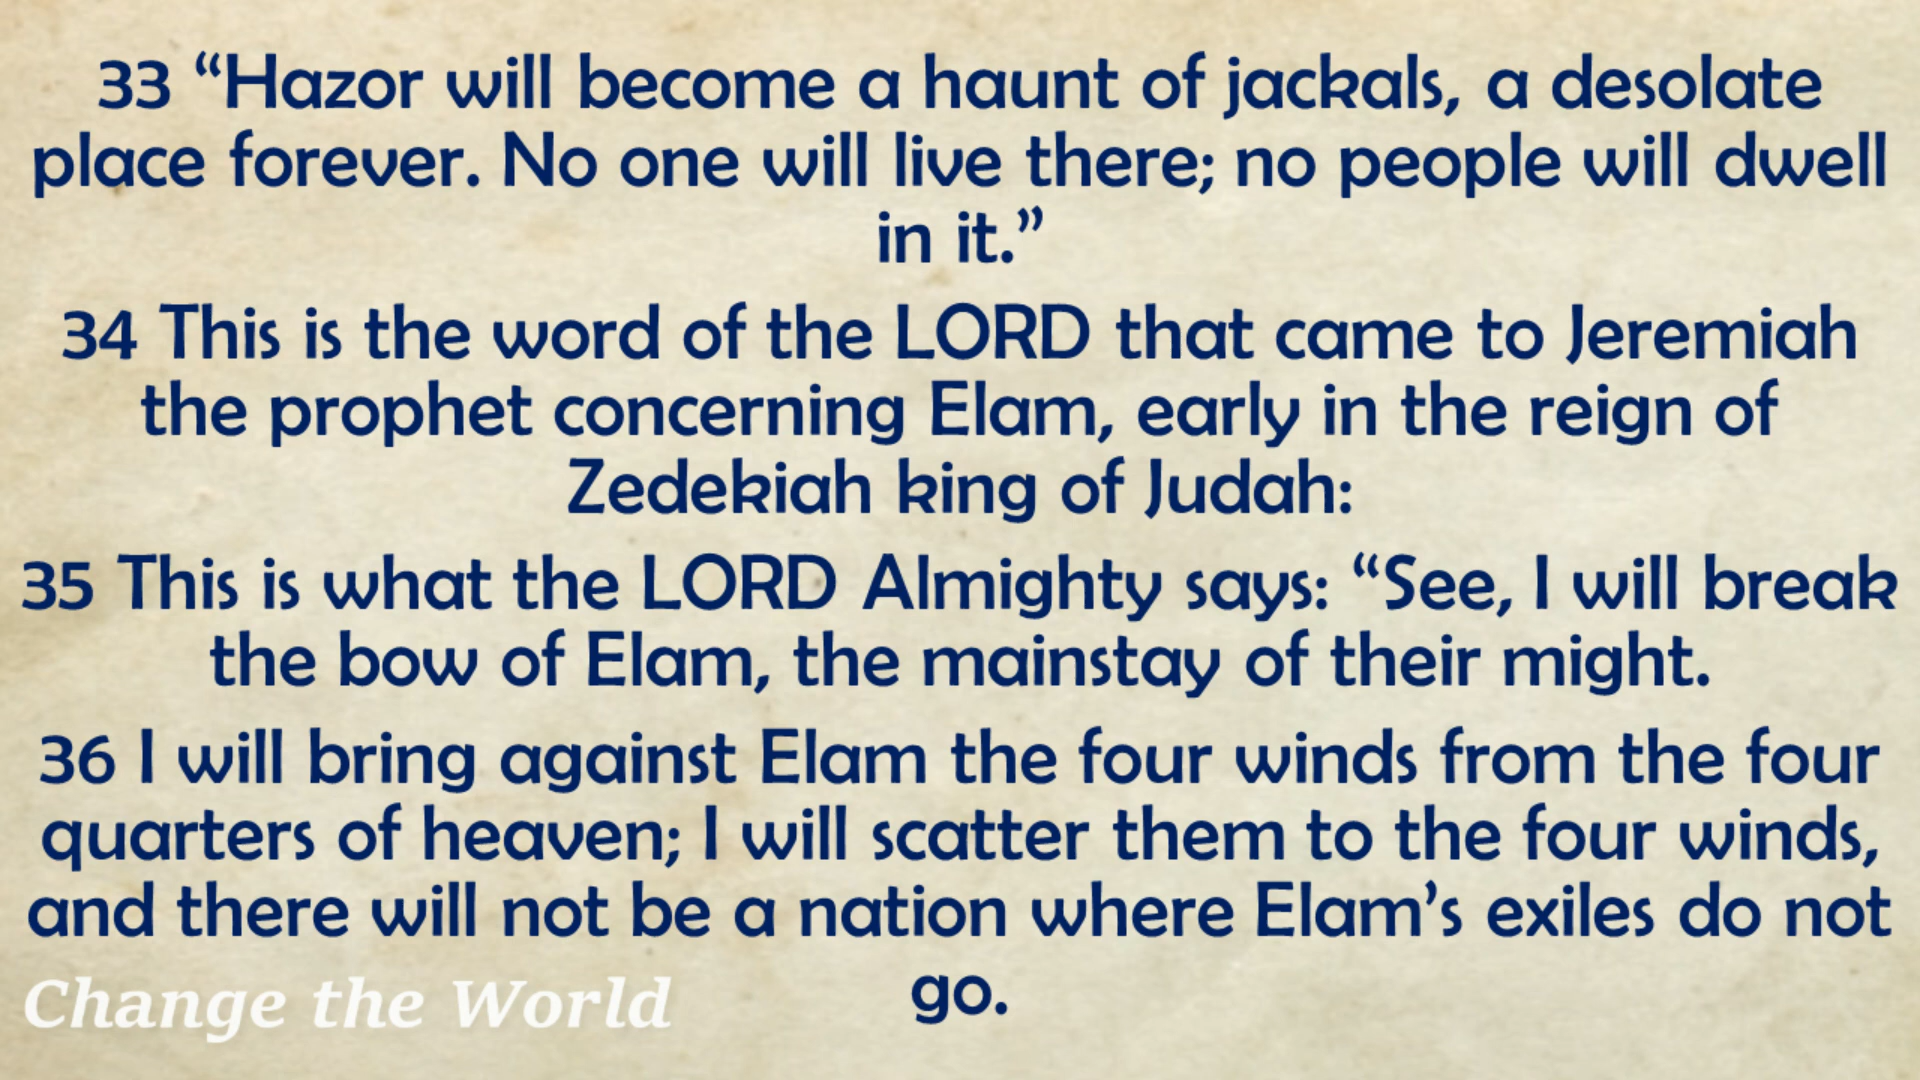 33 “Hazor will become a haunt of jackals, a desolate
place forever. No one will live there; no people will dwell
in it.”
34 This is the word of the LORD that came to Jeremiah
the prophet concerning Elam, early in the reign of
Zedekiah king of Judah:
35 This is what the LORD Almighty says: “See, I will break
the bow of Elam, the mainstay of their might.
36 I will bring against Elam the four winds from the four
quarters of heaven; I will scatter them to the four winds,
and there will not be a nation where Elam’s exiles do not
go.
Change the World